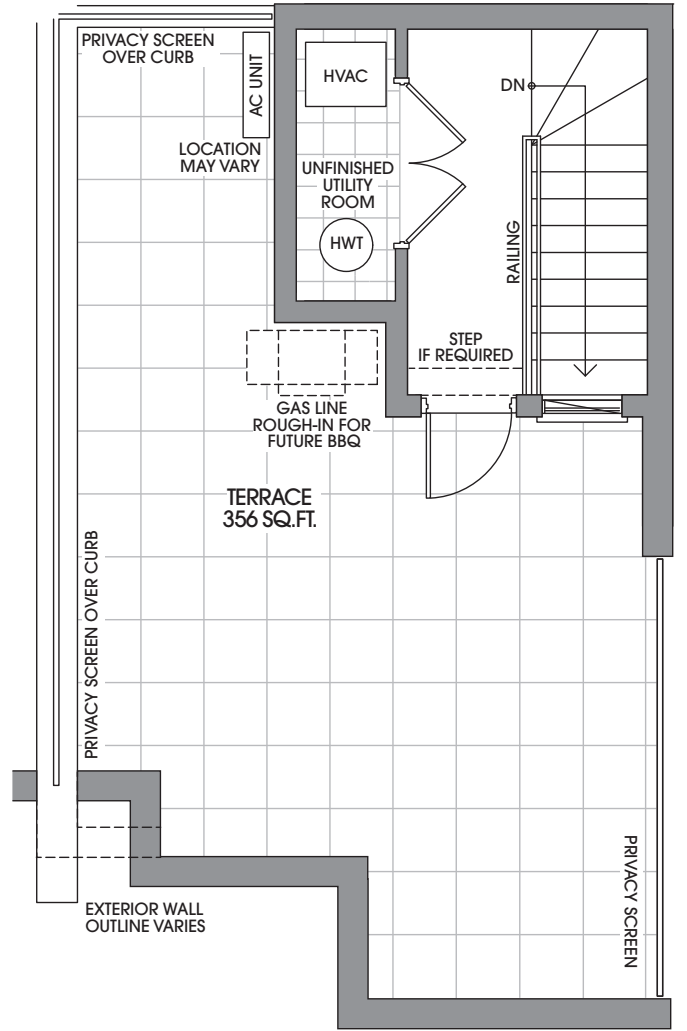 PRIVACY SCREEN
OVER CURB
AC UNIT
LOCATION
MAY VARY
HVAC
UNFINISHED
UTILITY
ROOM
HWT
DN
RAILING
STEP
IF REQUIRED
GAS LINE
ROUGH-IN FOR
FUTURE BBQ
TERRACE
356 SQ.FT.
PRIVACY SCREEN OVER CURB
PRIVACY SCREEN
EXTERIOR WALL
OUTLINE VARIES